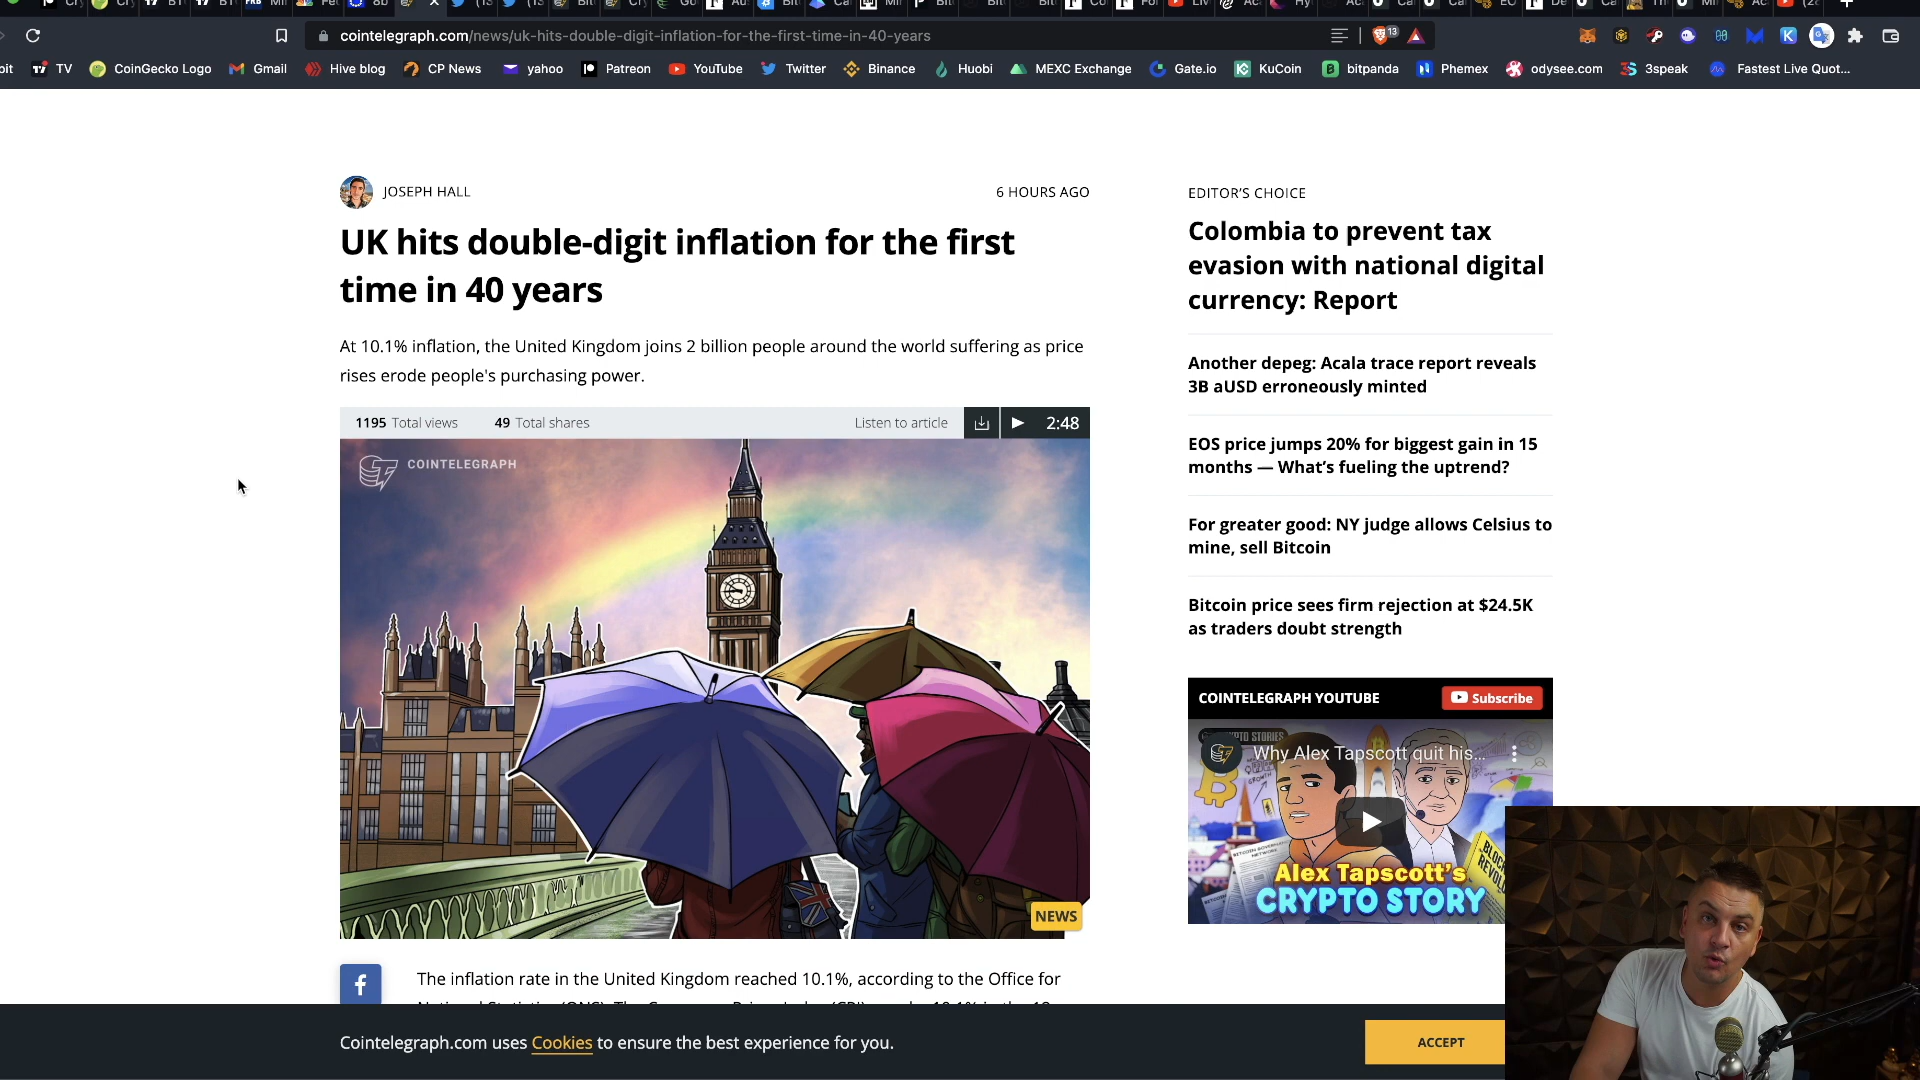 cointelegraph.com/news/uk-hits-double-digit-inflation-for-the-first-time-in-40-years
13
TV CoinGecko Logo Gmail Hive blog CP News yahoo Patreon YouTube Twitter Binance Huobi MEXC Exchange Gate.io KuCoin bitpanda Phemex odysee.com 3speak Fastest Live Quot...
JOSEPH HALL
6 HOURS AGO
UK hits double-digit inflation for the first
time in 40 years
At 10.1% inflation, the United Kingdom joins 2 billion people around the world suffering as price
rises erode people's purchasing power.
1195 Total views 49 Total shares Listen to article 2:48
COINTELEGRAPH
NEWS
The inflation rate in the United Kingdom reached 10.1%, according to the Office for
EDITOR'S CHOICE
Colombia to prevent tax
evasion with national digital
currency: Report
Another depeg: Acala trace report reveals
3B aUSD erroneously minted
EOS price jumps 20% for biggest gain in 15
months — What's fueling the uptrend?
For greater good: NY judge allows Celsius to
mine, sell Bitcoin
Bitcoin price sees firm rejection at $24.5K
as traders doubt strength
COINTELEGRAPH YOUTUBE Subscribe
Why Alex Tapscott quit his...
Alex Tapscott's
CRYPTO STORY
Cointelegraph.com uses Cookies to ensure the best experience for you.
ACCEPT